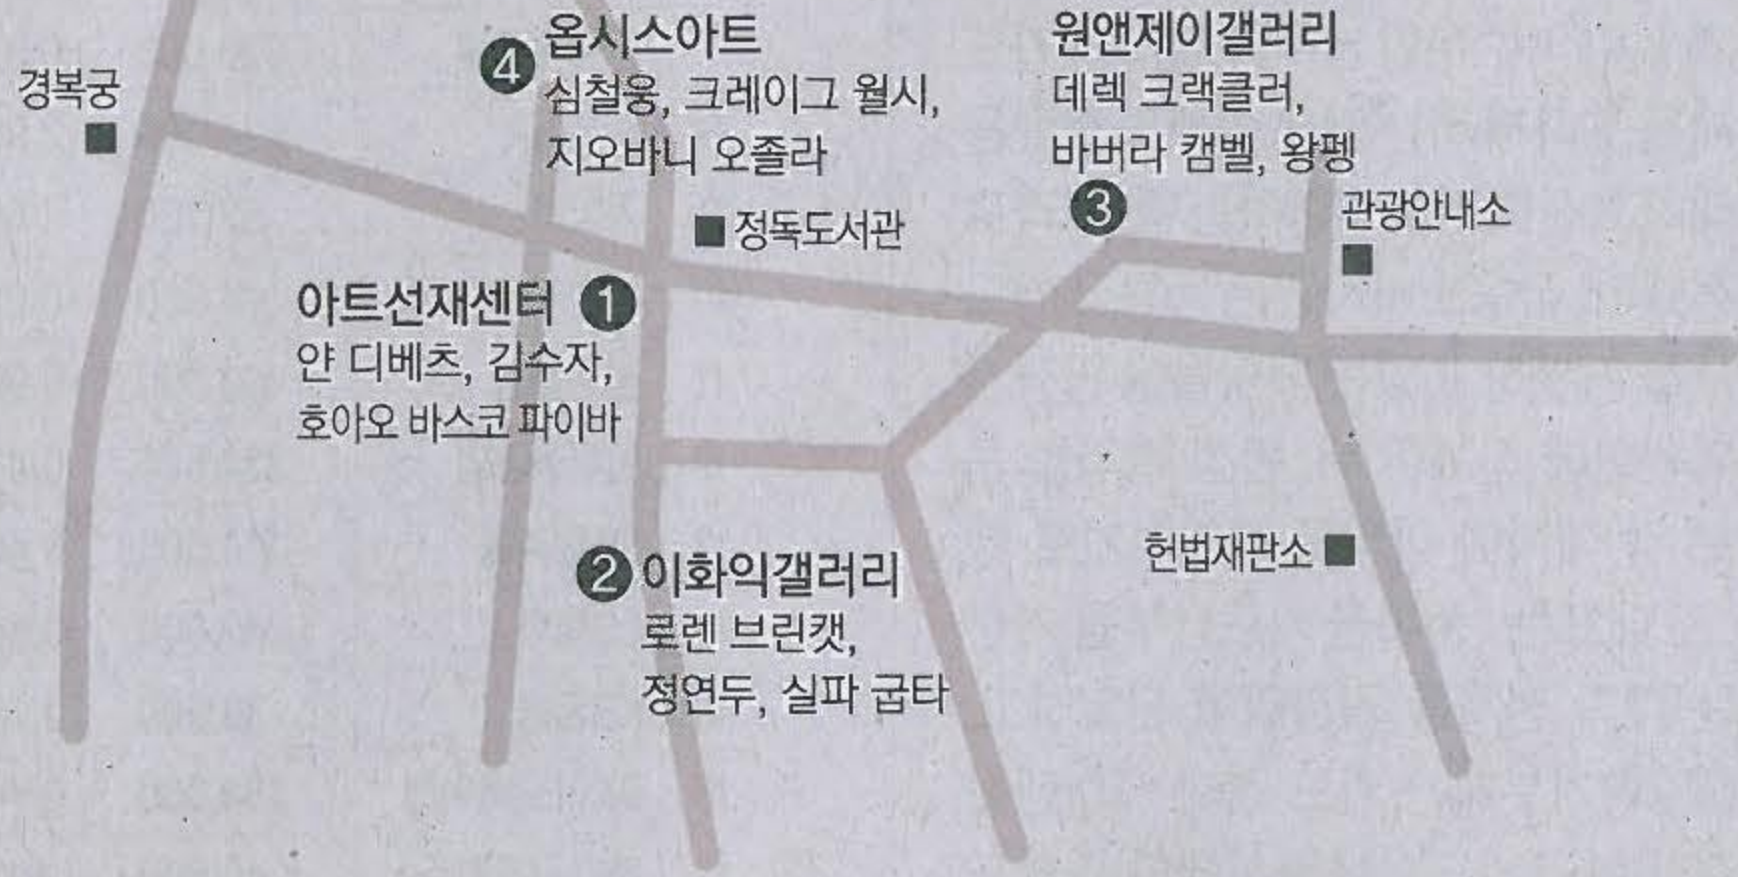 경복궁
❹ 옵시스아트
심철웅, 크레이그 월시,
지오바니 오졸라
원앤제이갤러리
데렉 크랙클러,
바버라 캠벨, 왕펭
❸
관광안내소
정독도서관
아트선재센터 ❶
얀 디베츠, 김수자,
호아오 바스코 파이바
❷ 이화익갤러리
로렌 브린캣,
정연두, 실파 굽타
헌법재판소